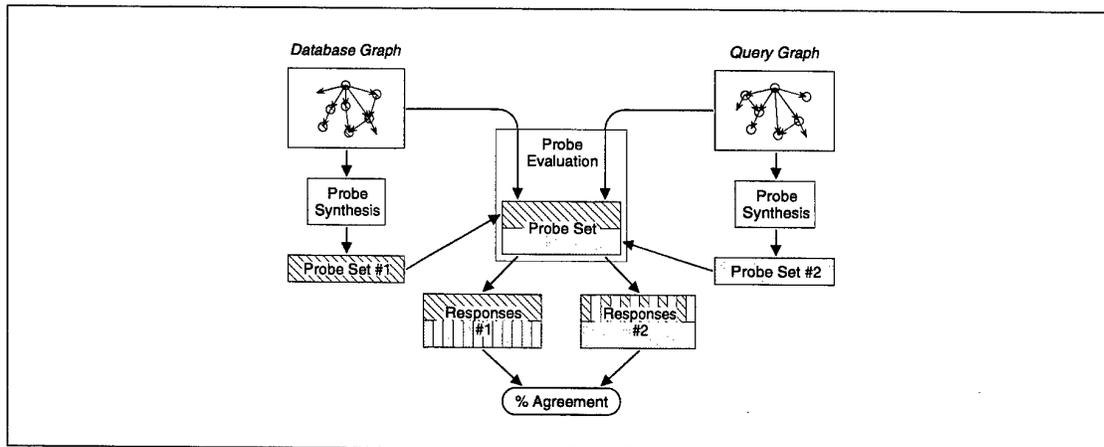 Database Graph
Query Graph
Probe
Evaluation
Probe
Synthesis
Probe
Synthesis
Probe Set
Probe Set #1
Probe Set #2
Responses
#1
Responses
#2
% Agreement